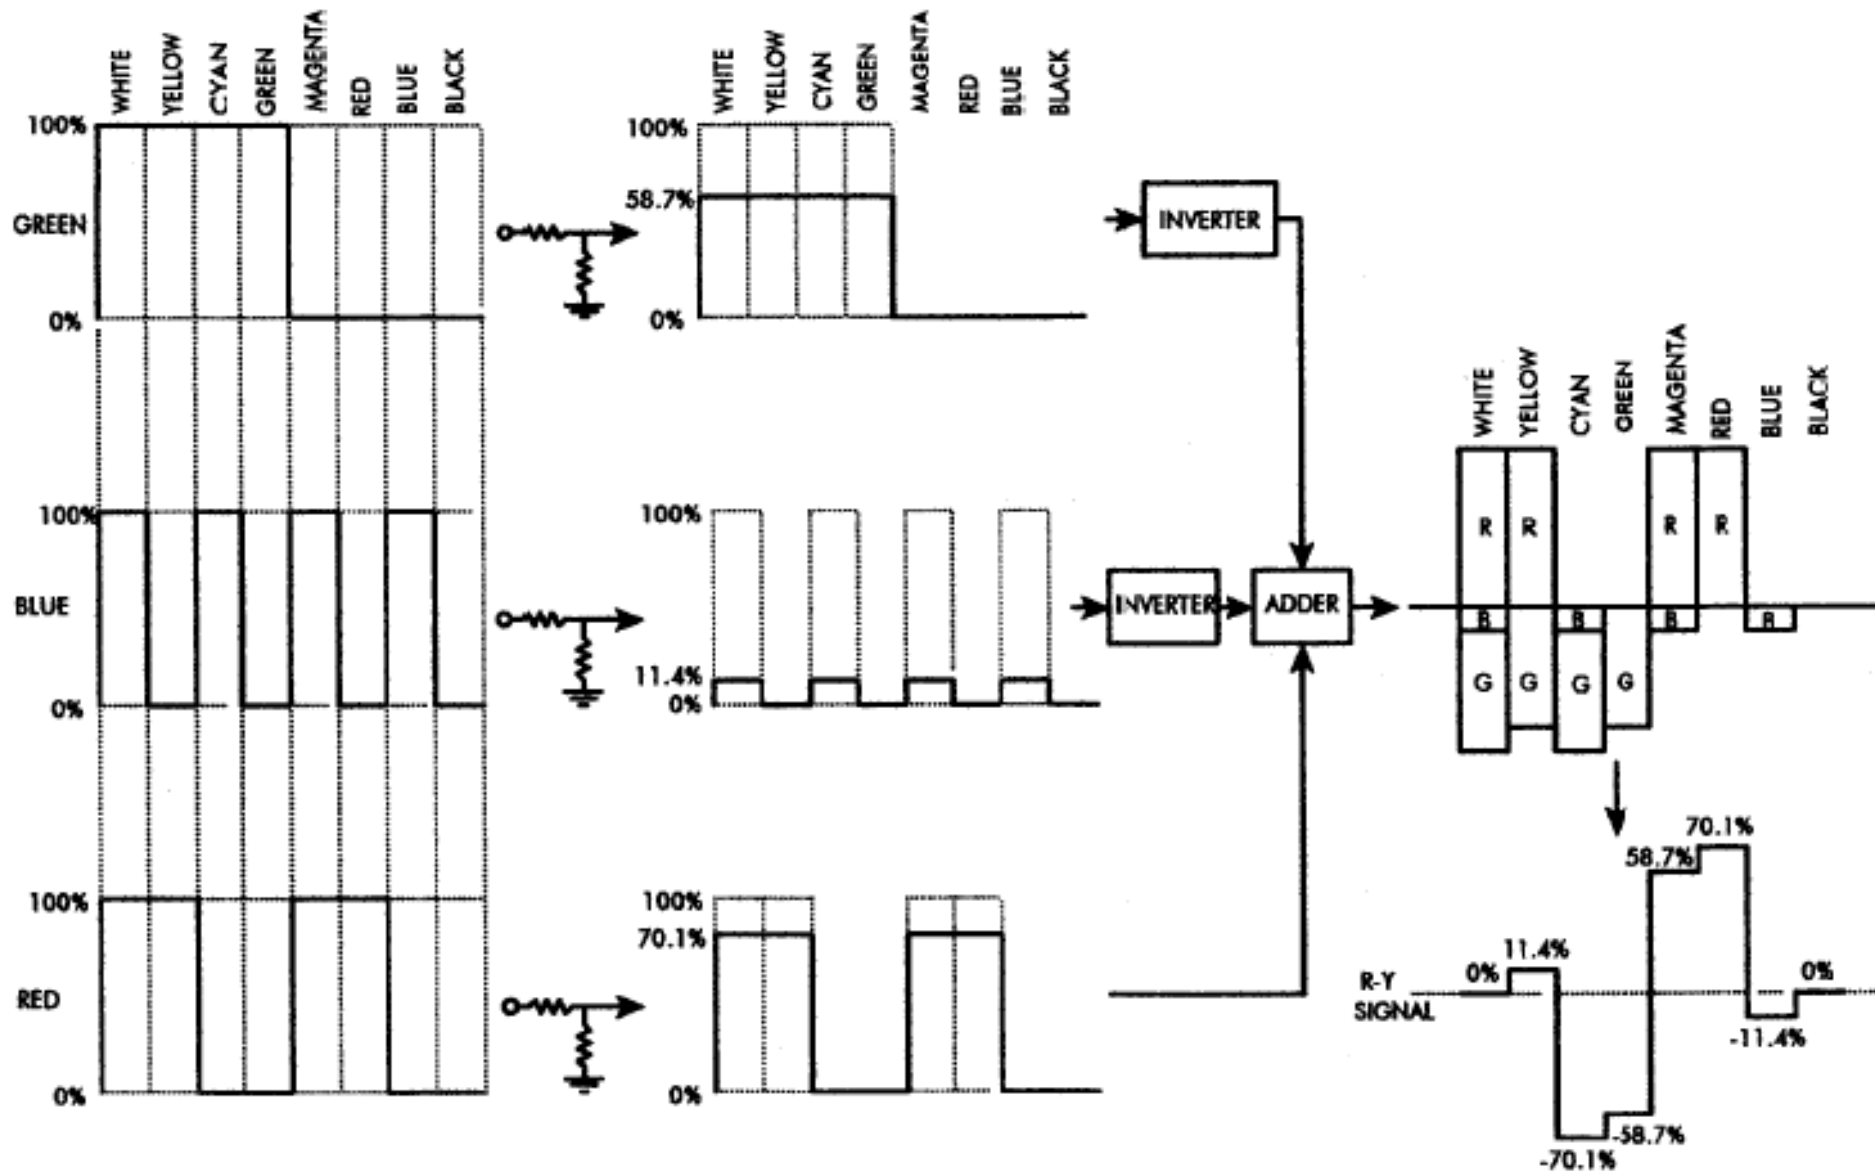 WHITE YELLOW CYAN GREEN MAGENTA RED BLUE BLACK
100%
GREEN
0%
WHITE YELLOW CYAN GREEN MAGENTA RED BLUE BLACK
100%
58.7%
0%
INVERTER
100%
BLUE
0%
100%
11.4%
0%
INVERTER
ADDER
WHITE YELLOW CYAN GREEN MAGENTA RED BLUE BLACK
R R R R
B B B B
G G G G
100%
RED
0%
100%
70.1%
0%
R-Y
SIGNAL
0%
11.4%
-70.1%
-58.7%
58.7%
70.1%
-11.4%
0%